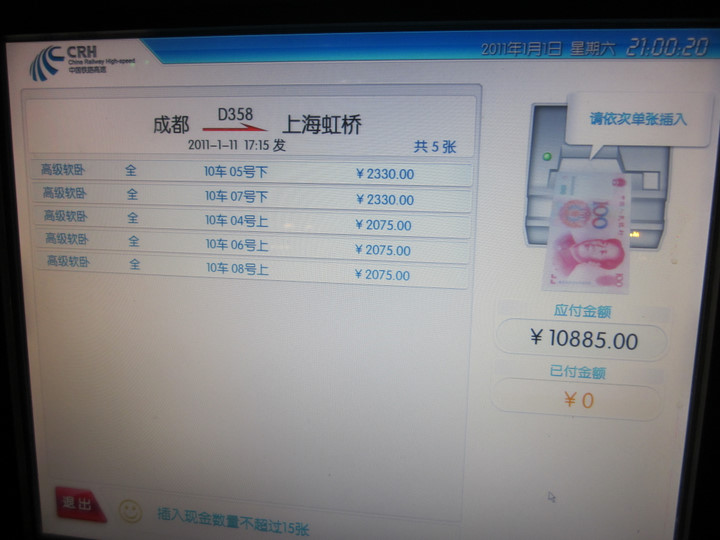 CRH
China Railway High-speed
中国铁路高速
2011年1月1日 星期六 21:00:20
成都 D358 上海虹桥
2011-1-11 17:15 发
共 5 张
高级软卧 全 10车 05号下 ￥2330.00
高级软卧 全 10车 07号下 ￥2330.00
高级软卧 全 10车 04号上 ￥2075.00
高级软卧 全 10车 06号上 ￥2075.00
高级软卧 全 10车 08号上 ￥2075.00
请依次单张插入
100
100
应付金额
￥10885.00
已付金额
￥0
退出
插入现金数量不超过15张